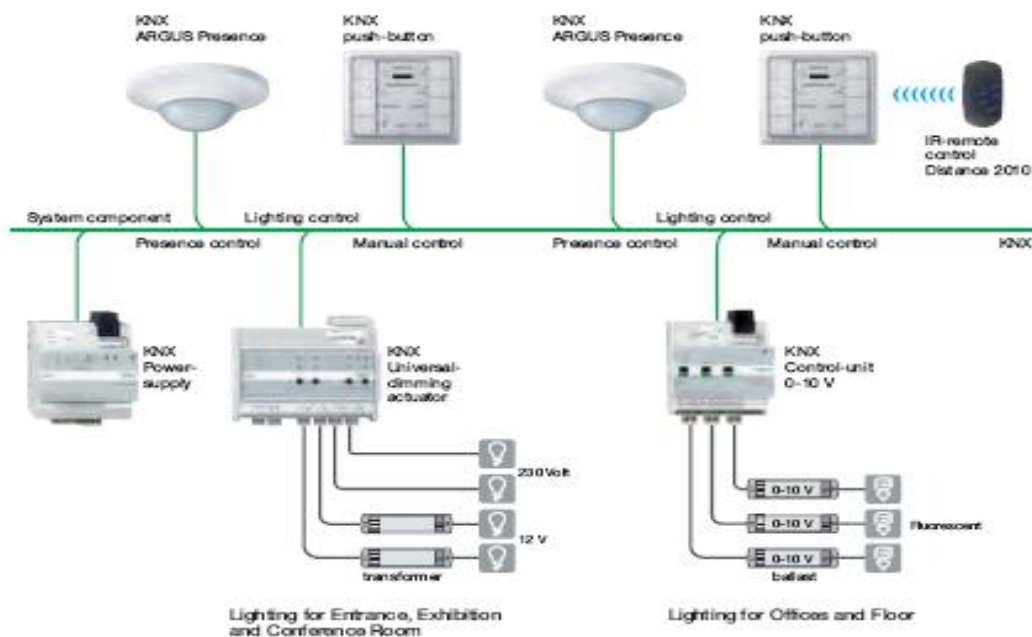 KNX
ARGUS Presence
KNX
push-button
KNX
ARGUS Presence
KNX
push-button
IR-remote
control
Distance 2010
System component
Lighting control
Lighting control
Presence control
Manual control
Presence control
Manual control
KNX
KNX
Power-
supply
KNX
Universal-
dimming
actuator
KNX
Control-unit
0-10 V
230 Volt
12 V
transformer
0-10 V
0-10 V
0-10 V
Fluorescent
ballast
Lighting for Entrance, Exhibition
and Conference Room
Lighting for Offices and Floor